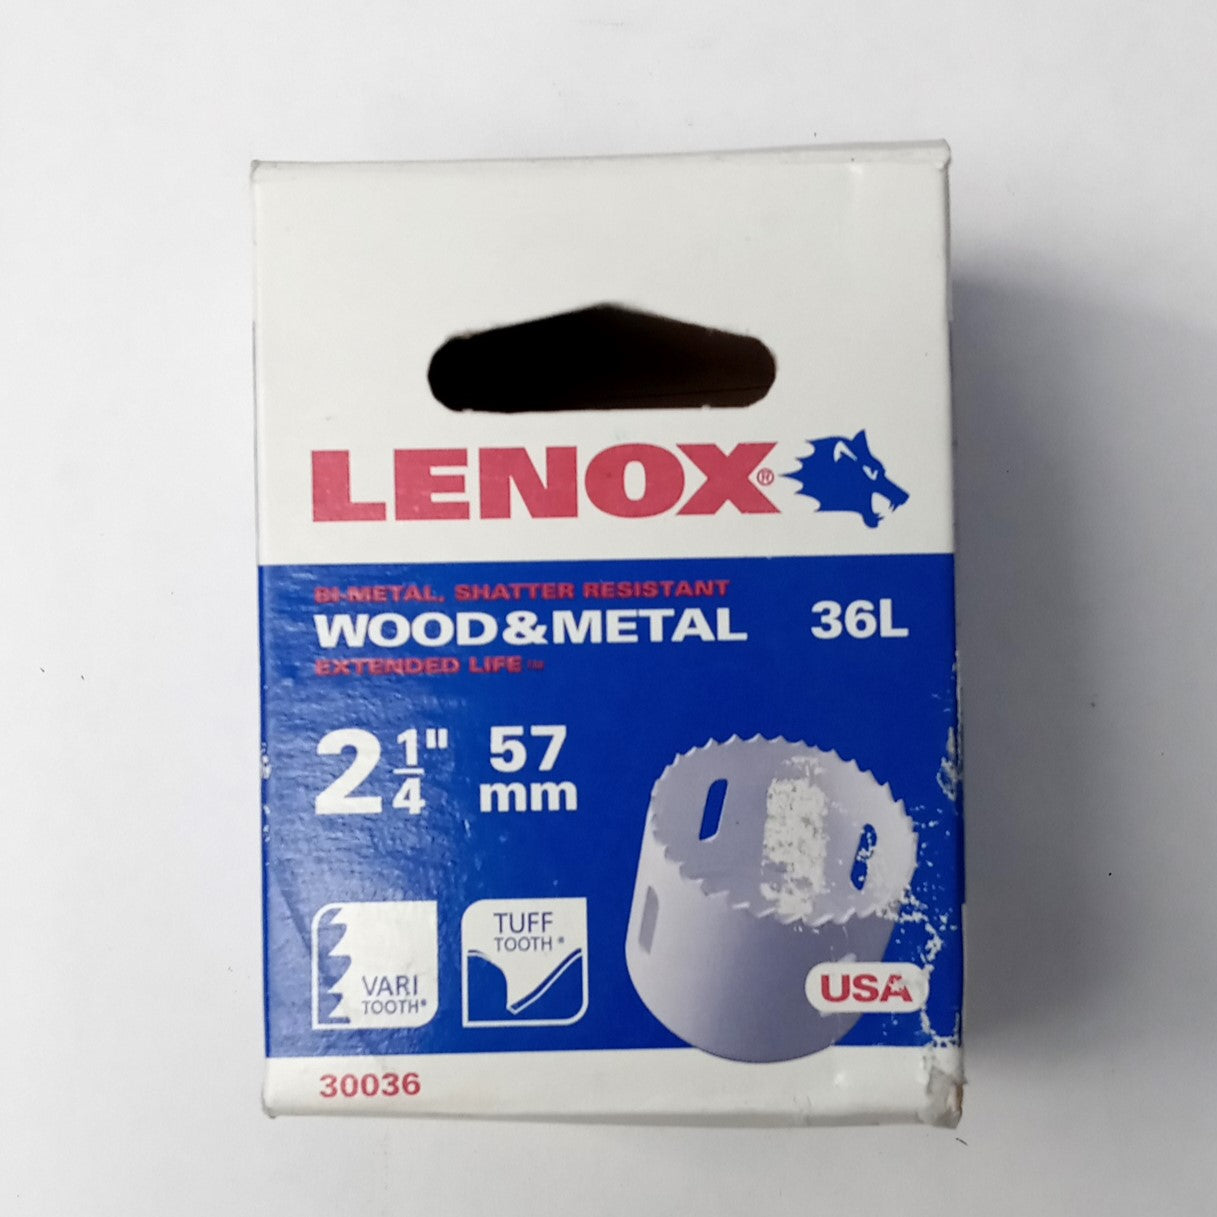 LENOX®
BI-METAL, SHATTER RESISTANT
WOOD&METAL 36L
EXTENDED LIFE™
2 1/4" 57 mm
VARI TOOTH®
TUFF TOOTH®
USA
30036